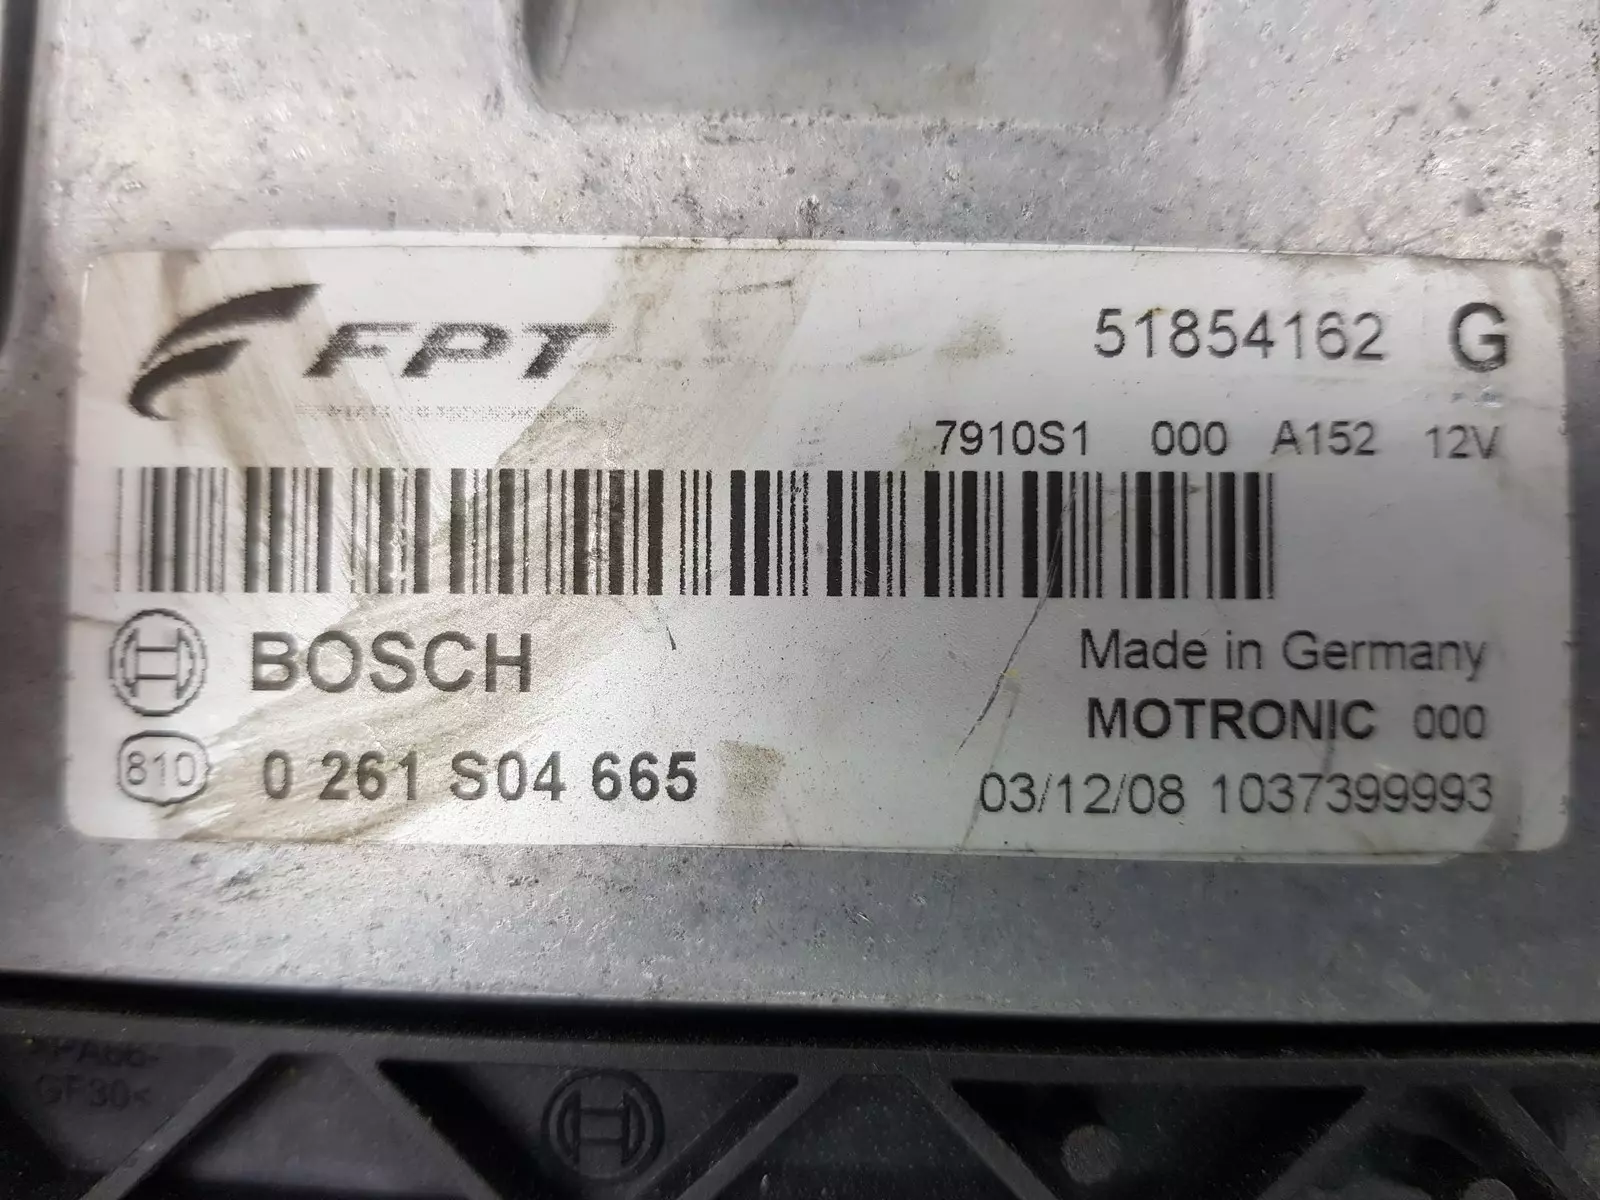 FPT
51854162 G
7910S1 000 A152 12V
BOSCH
Made in Germany
MOTRONIC 000
810
0 261 S04 665
03/12/08 1037399993
GF30<